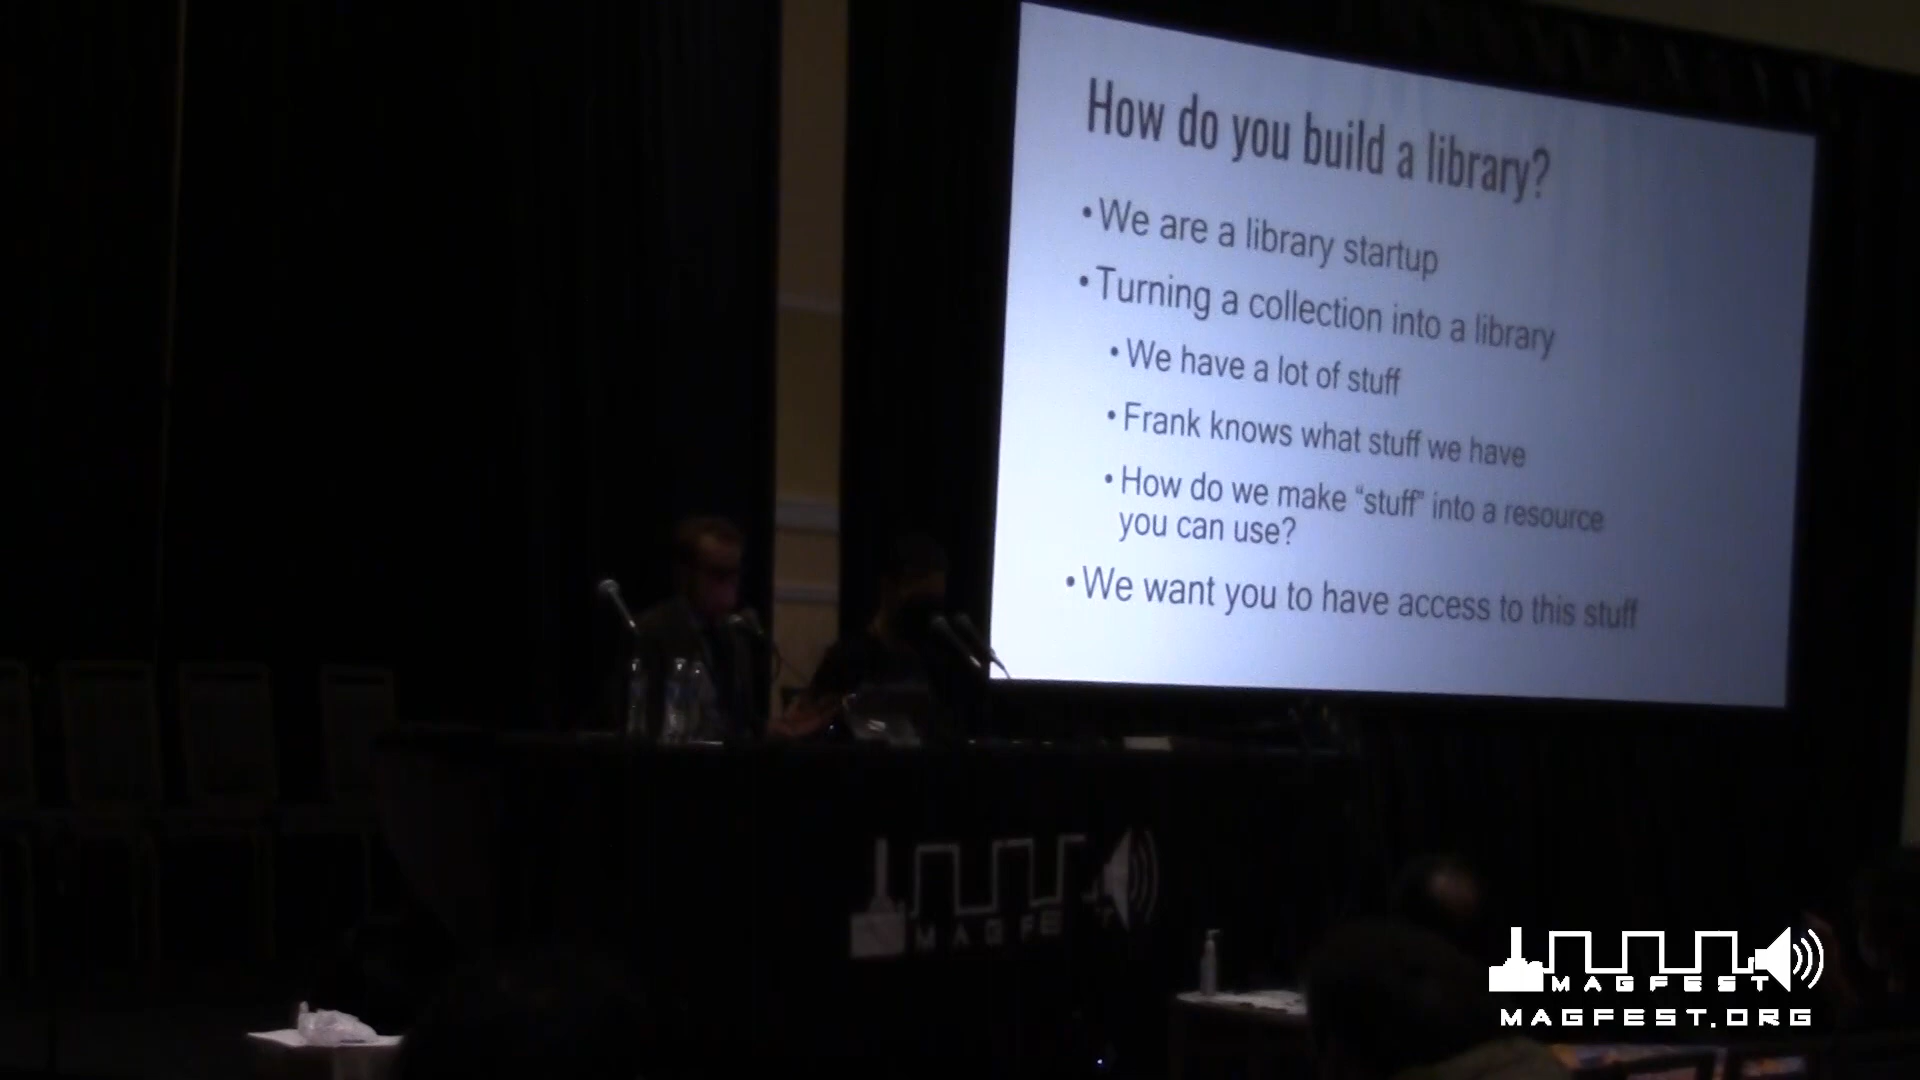 How do you build a library?
• We are a library startup
• Turning a collection into a library
• We have a lot of stuff
• Frank knows what stuff we have
• How do we make “stuff” into a resource
you can use?
• We want you to have access to this stuff
MAGFEST
MAGFEST
MAGFEST.ORG